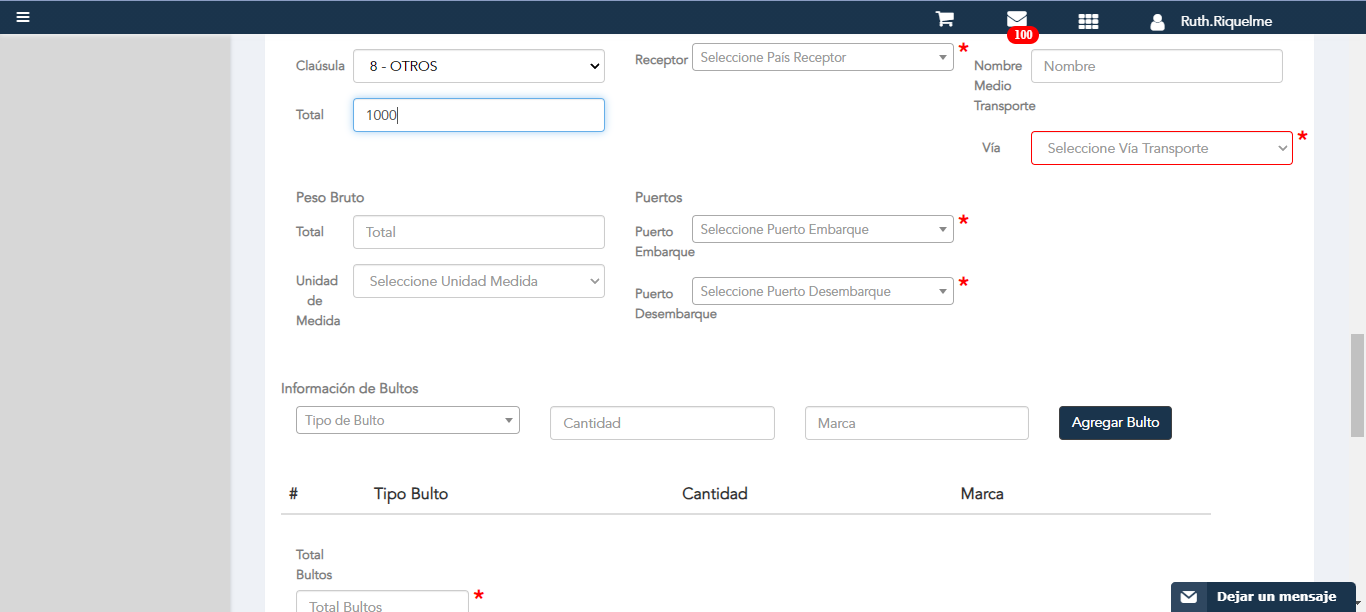 Ruth.Riquelme
100
Claúsula
8 - OTROS
Total
1000
Receptor
Seleccione País Receptor
*
Nombre
Medio
Transporte
Nombre
Vía
Seleccione Vía Transporte
*
Peso Bruto
Total
Total
Unidad
de
Medida
Seleccione Unidad Medida
Puertos
Puerto
Embarque
Seleccione Puerto Embarque
*
Puerto
Desembarque
Seleccione Puerto Desembarque
*
Información de Bultos
Tipo de Bulto
Cantidad
Marca
Agregar Bulto
# Tipo Bulto Cantidad Marca
Total
Bultos
Total Bultos
*
Dejar un mensaje